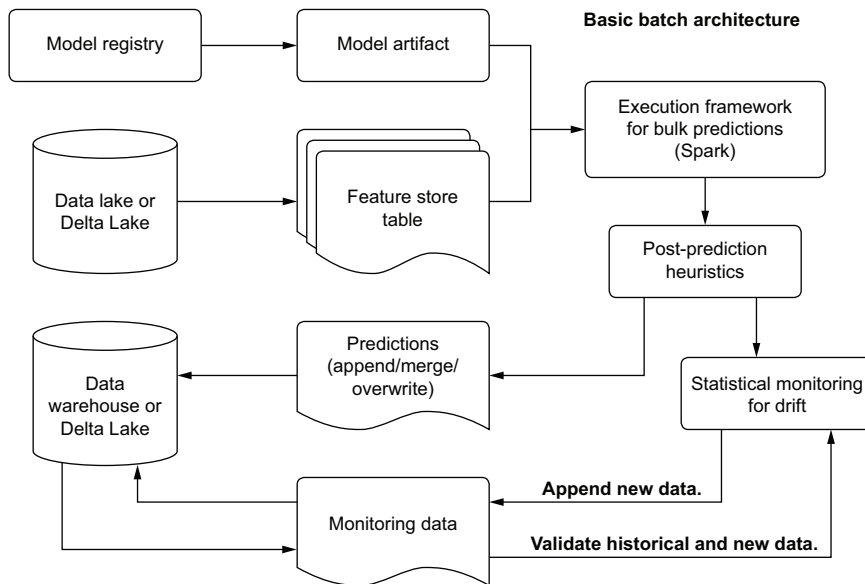 Basic batch architecture
Model registry
Model artifact
Execution framework
for bulk predictions
(Spark)
Data lake or
Delta Lake
Feature store
table
Post-prediction
heuristics
Predictions
(append/merge/
overwrite)
Data
warehouse or
Delta Lake
Statistical monitoring
for drift
Append new data.
Monitoring data
Validate historical and new data.